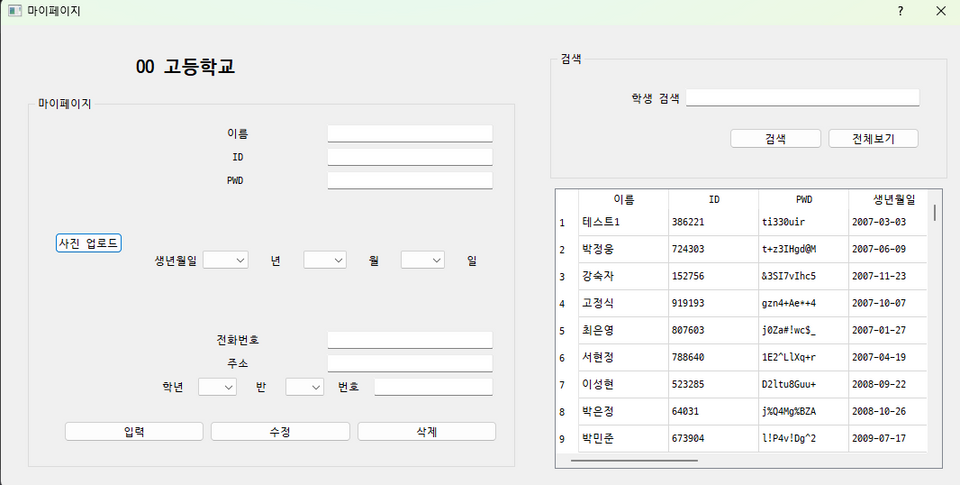 마이페이지
00 고등학교
마이페이지
이름
ID
PWD
사진 업로드
생년월일 년 월 일
전화번호
주소
학년 반 번호
입력 수정 삭제
검색
학생 검색
검색 전체보기
이름 ID PWD 생년월일
1 테스트1 386221 ti330uir 2007-03-03
2 박정웅 724303 t+z3IHgd@M 2007-06-09
3 강숙자 152756 &3SI7vIhc5 2007-11-23
4 고정식 919193 gzn4+Ae*+4 2007-10-07
5 최은영 807603 j0Za#!wc$_ 2007-01-27
6 서현정 788640 1E2^LlXq+r 2007-04-19
7 이성현 523285 D2ltu8Guu+ 2008-09-22
8 박은정 64031 j%Q4Mg%BZA 2008-10-26
9 박민준 673904 l!P4v!Dg^2 2009-07-17